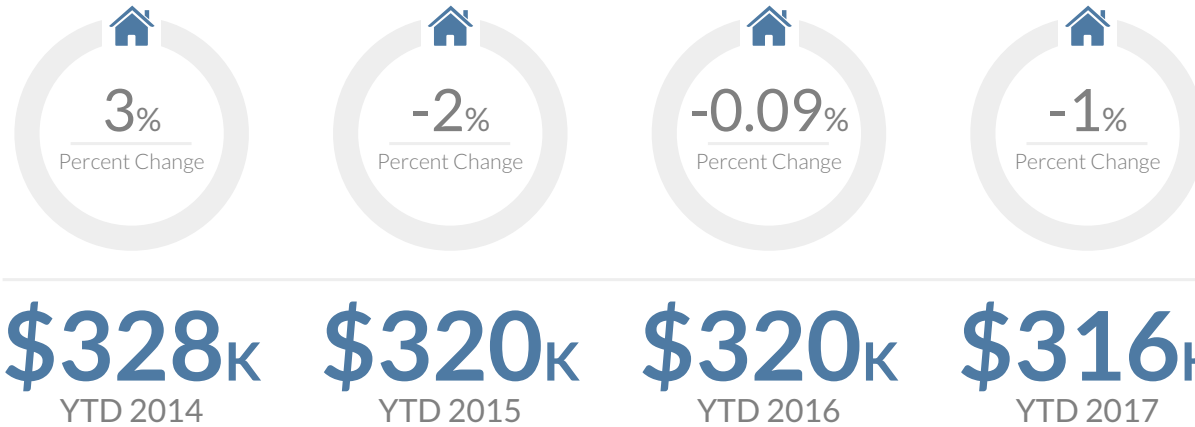 3% -2% -0.09% -1%
Percent Change Percent Change Percent Change Percent Change
$328K $320K $320K $316K
YTD 2014 YTD 2015 YTD 2016 YTD 2017